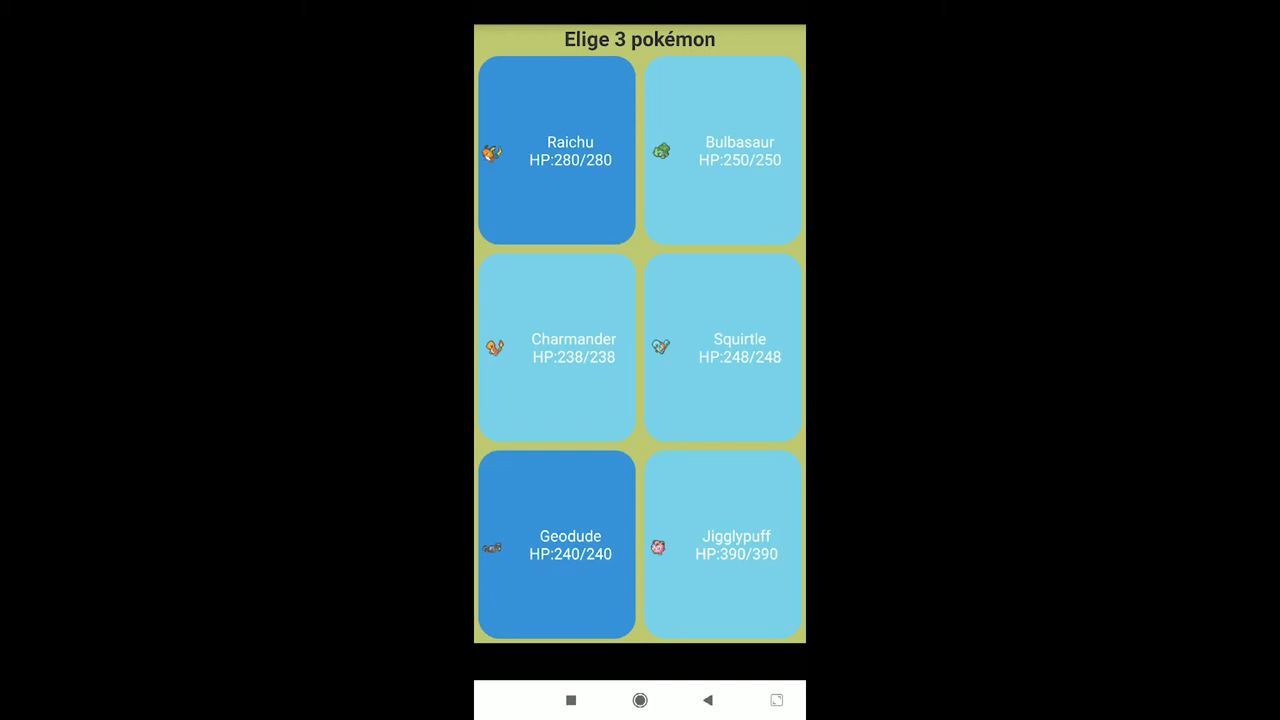 Elige 3 pokémon
Raichu
HP:280/280
Bulbasaur
HP:250/250
Charmander
HP:238/238
Squirtle
HP:248/248
Geodude
HP:240/240
Jigglypuff
HP:390/390